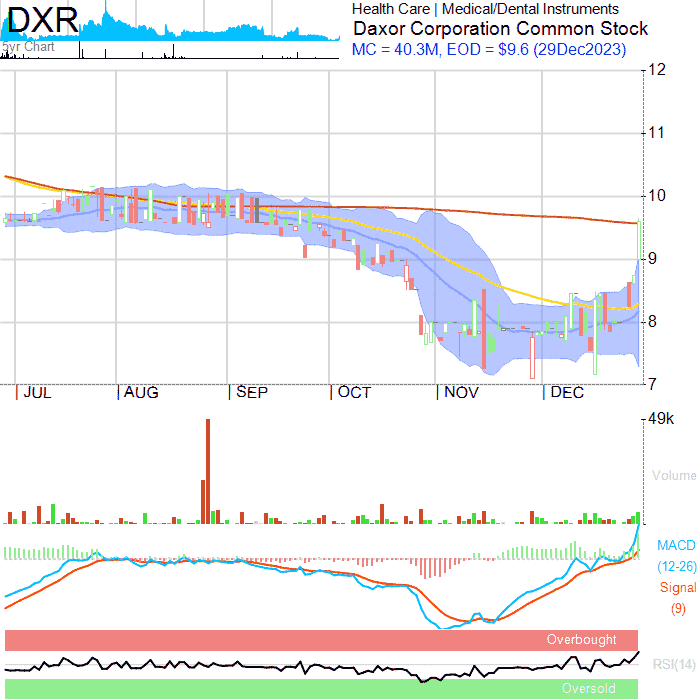 DXR
5yr Chart
Health Care | Medical/Dental Instruments
Daxor Corporation Common Stock
MC = 40.3M, EOD = $9.6 (29Dec2023)
12
11
10
9
8
7
JUL AUG SEP OCT NOV DEC
49k
Volume
MACD
(12-26)
Signal
(9)
Overbought
RSI(14)
Oversold